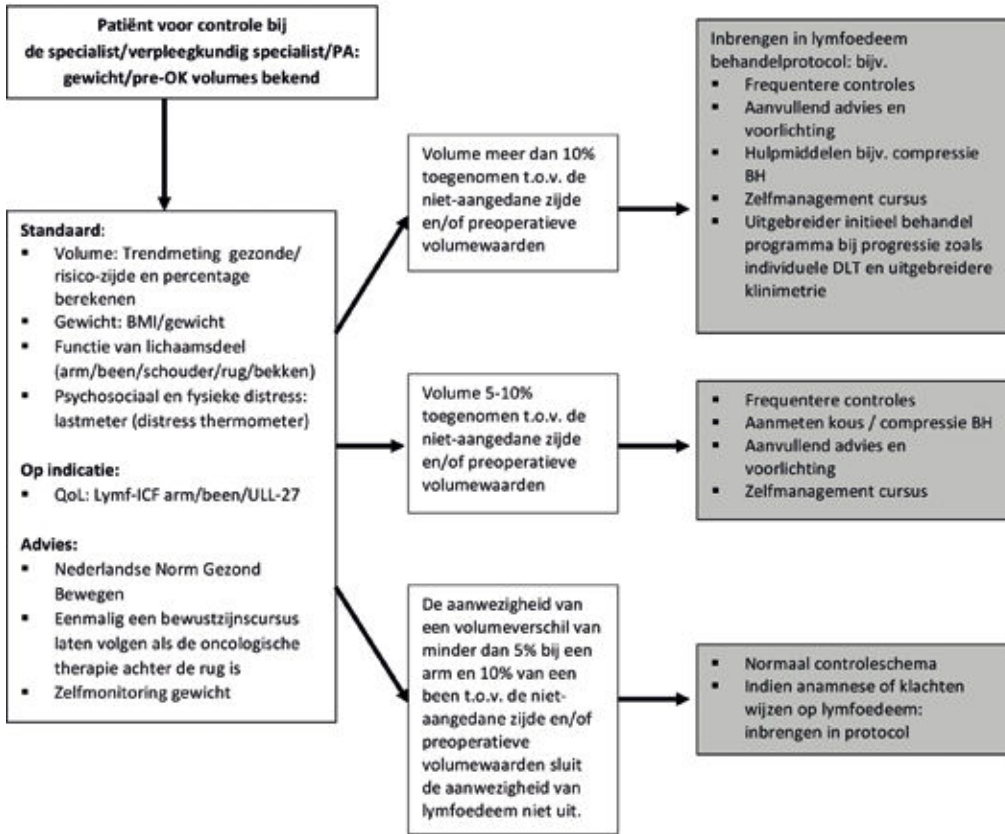 Patiënt voor controle bij
de specialist/verpleegkundig specialist/PA:
gewicht/pre-OK volumes bekend
Standaard:
▪ Volume: Trendmeting gezonde/
risico-zijde en percentage
berekenen
▪ Gewicht: BMI/gewicht
▪ Functie van lichaamsdeel
(arm/been/schouder/rug/bekken)
▪ Psychosociaal en fysieke distress:
lastmeter (distress thermometer)
Op indicatie:
▪ QoL: Lymf-ICF arm/been/ULL-27
Advies:
▪ Nederlandse Norm Gezond
Bewegen
▪ Eenmalig een bewustzijnscursus
laten volgen als de oncologische
therapie achter de rug is
▪ Zelfmonitoring gewicht
Volume meer dan 10%
toegenomen t.o.v. de
niet-aangedane zijde
en/of preoperatieve
volumewaarden
Inbrengen in lymfoedeem
behandelprotocol: bijv.
▪ Frequentere controles
▪ Aanvullend advies en
voorlichting
▪ Hulpmiddelen bijv. compressie
BH
▪ Zelfmanagement cursus
▪ Uitgebreider initieel behandel
programma bij progressie zoals
individuele DLT en uitgebreidere
klinimetrie
Volume 5-10%
toegenomen t.o.v. de
niet-aangedane zijde
en/of preoperatieve
volumewaarden
▪ Frequentere controles
▪ Aanmeten kous / compressie BH
▪ Aanvullend advies en
voorlichting
▪ Zelfmanagement cursus
De aanwezigheid van
een volumeverschil van
minder dan 5% bij een
arm en 10% van een
been t.o.v. de niet-
aangedane zijde en/of
preoperatieve
volumewaarden sluit
de aanwezigheid van
lymfoedeem niet uit.
▪ Normaal controleschema
▪ Indien anamnese of klachten
wijzen op lymfoedeem:
inbrengen in protocol